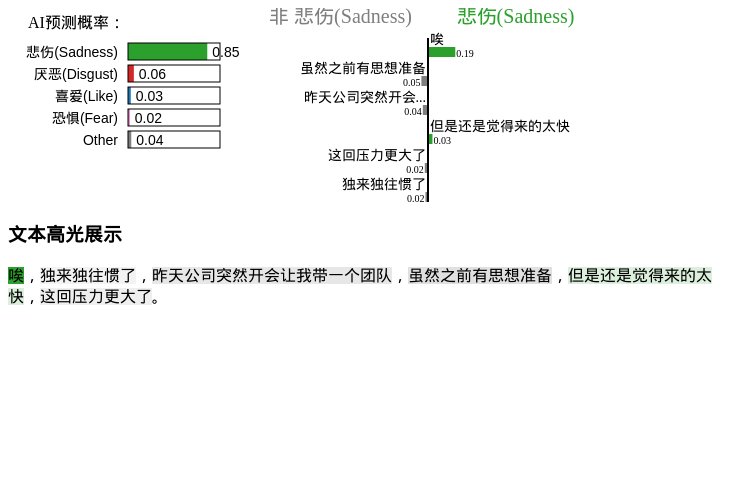 AI预测概率：
悲伤(Sadness) 0.85
厌恶(Disgust) 0.06
喜爱(Like) 0.03
恐惧(Fear) 0.02
Other 0.04
非 悲伤(Sadness) 悲伤(Sadness)
唉
0.19
虽然之前有思想准备
0.05
昨天公司突然开会...
0.04
但是还是觉得来的太快
0.03
这回压力更大了
0.02
独来独往惯了
0.02
文本高光展示
唉，独来独往惯了，昨天公司突然开会让我带一个团队，虽然之前有思想准备，但是还是觉得来的太
快，这回压力更大了。